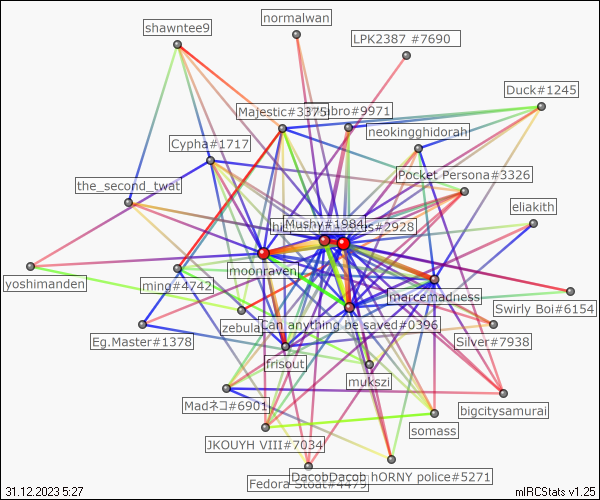 normalwan
shawntee9
LPK2387 #7690
Duck#1245
Majestic#3375
bro#9971
neokingghidorah
Cypha#1717
Pocket Persona#3326
the_second_twat
eliakith
Mushy#1984
s#2928
moonraven
yoshimanden
ming#4742
marcemadness
Swirly Boi#6154
zebula
Can anything be saved#0396
Eg.Master#1378
Silver#7938
frisout
mukszi
Madネコ#6901
bigcitysamurai
somass
JKOUYH VIII#7034
DacobDacob hORNY police#5271
Fedora Stout#4479
31.12.2023 5:27
mIRCStats v1.25